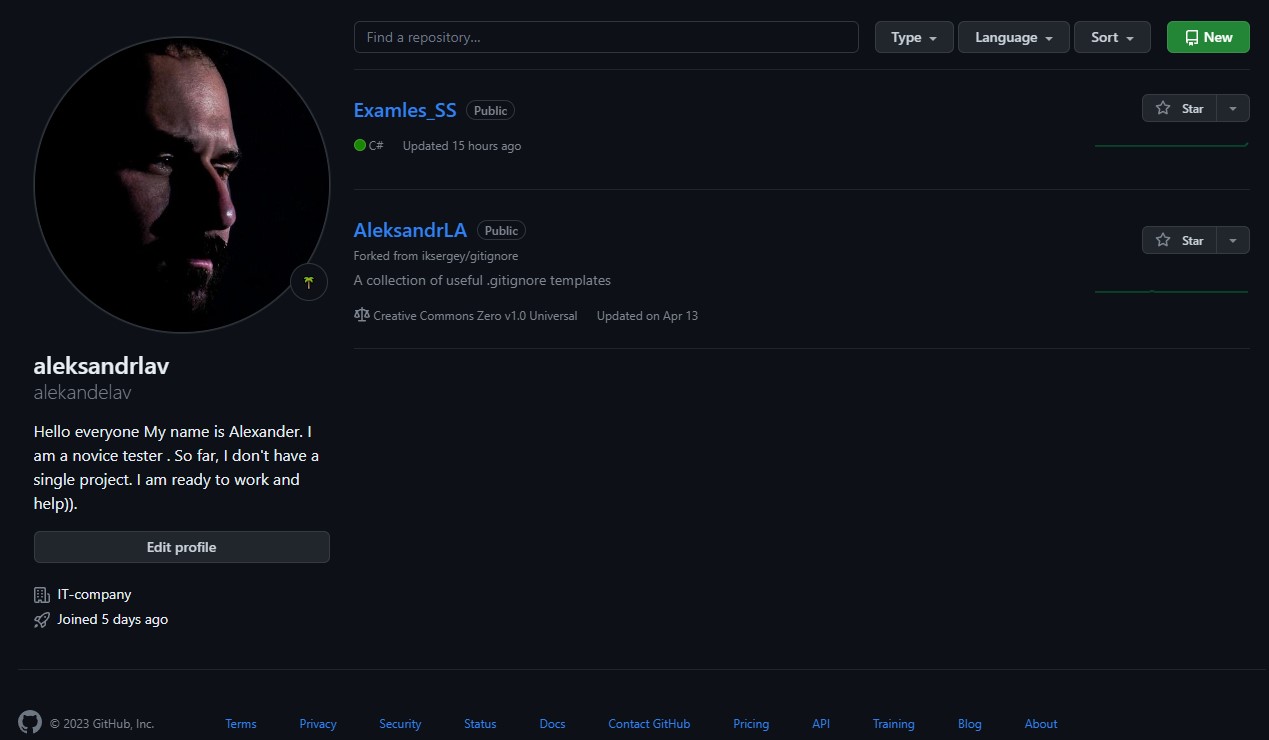 Find a repository...
Type
Language
Sort
New
Examles_SS
Public
Star
C#
Updated 15 hours ago
AleksandrLA
Public
Star
Forked from iksergey/gitignore
A collection of useful .gitignore templates
Creative Commons Zero v1.0 Universal
Updated on Apr 13
aleksandrlav
alekandelav
Hello everyone My name is Alexander. I
am a novice tester . So far, I don't have a
single project. I am ready to work and
help)).
Edit profile
IT-company
Joined 5 days ago
© 2023 GitHub, Inc.
Terms
Privacy
Security
Status
Docs
Contact GitHub
Pricing
API
Training
Blog
About